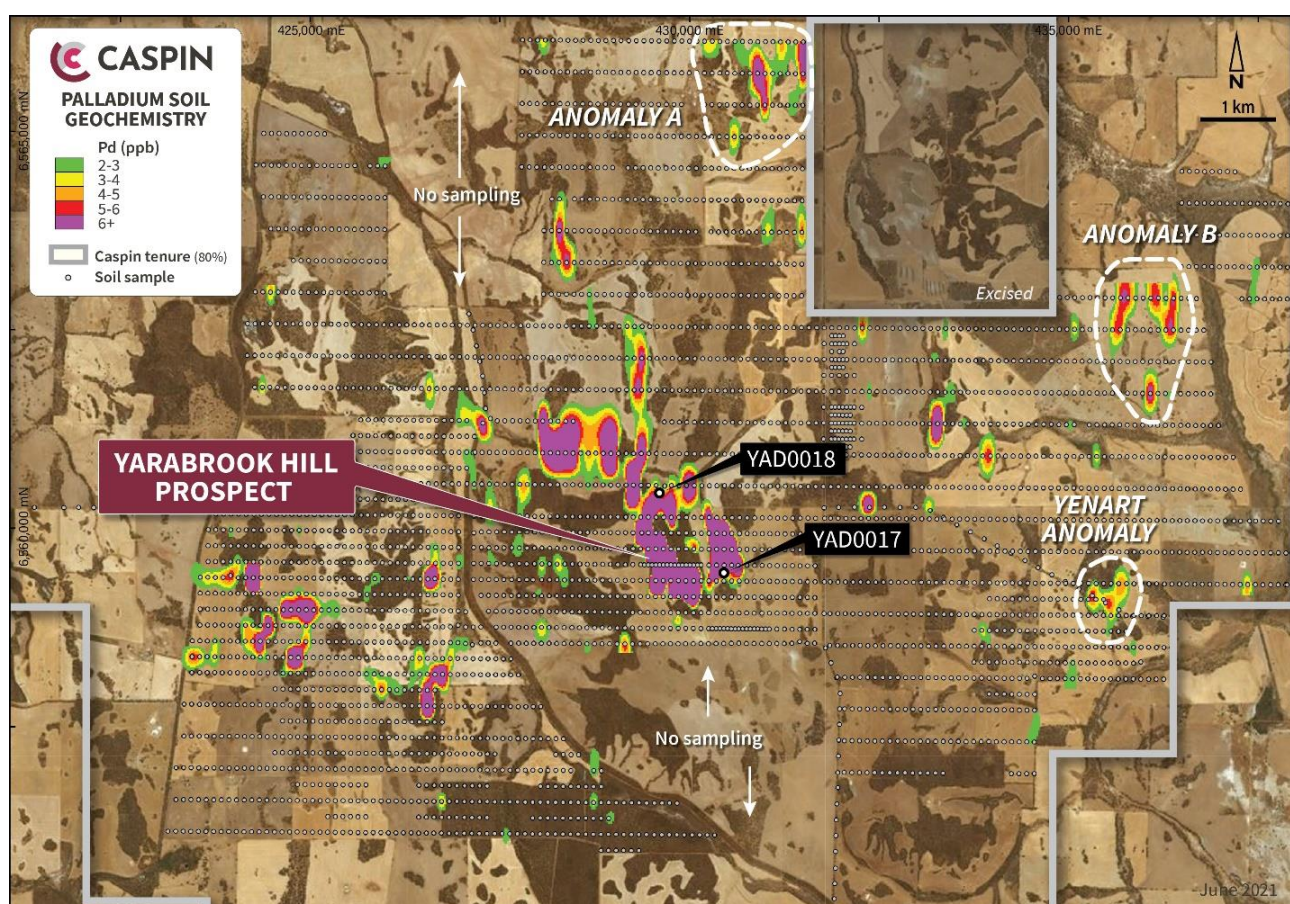 CASPIN
PALLADIUM SOIL
GEOCHEMISTRY
Pd (ppb)
2-3
3-4
4-5
5-6
6+
Caspin tenure (80%)
Soil sample
425,000 mE
430,000 mE
435,000 mE
6,565,000 mN
6,560,000 mN
N
1 km
ANOMALY A
No sampling
Excised
ANOMALY B
YARABROOK HILL
PROSPECT
YAD0018
YAD0017
YENART
ANOMALY
No sampling
June 2021